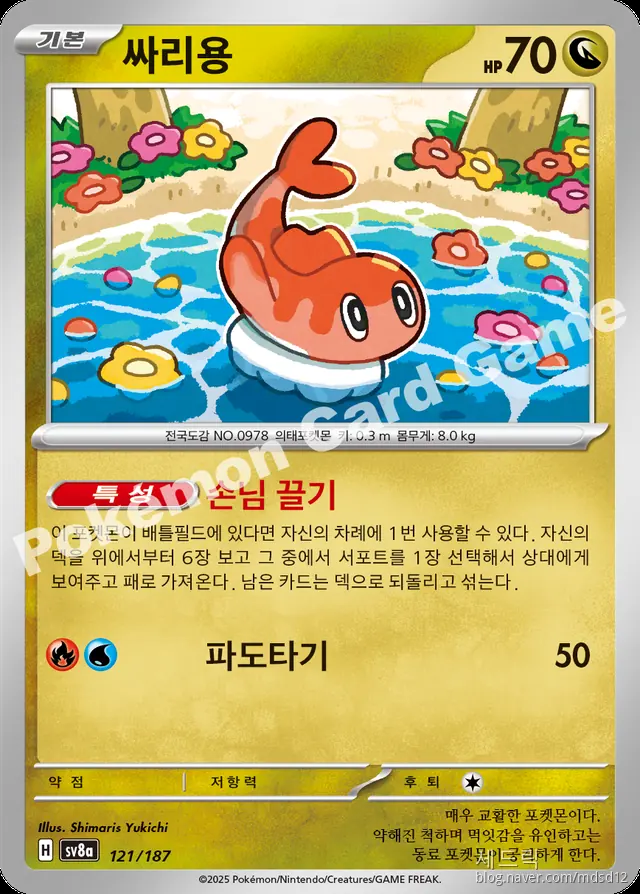 기본
싸리용
HP 70
전국도감 NO.0978 의태포켓몬 키: 0.3 m 몸무게: 8.0 kg
특성 손님 끌기
이 포켓몬이 배틀필드에 있다면 자신의 차례에 1번 사용할 수 있다. 자신의
덱을 위에서부터 6장 보고 그 중에서 서포트를 1장 선택해서 상대에게
보여주고 패로 가져온다. 남은 카드는 덱으로 되돌리고 섞는다.
파도타기 50
약점 저항력 후퇴
매우 교활한 포켓몬이다.
Illus. Shimaris Yukichi
약해진 척하며 먹잇감을 유인하고는
H sv8a 121/187
동료 포켓몬이 공격하게 한다.
©2025 Pokémon/Nintendo/Creatures/GAME FREAK.
Pokémon Card Game
세드릭
blog.naver.com/mdsd12